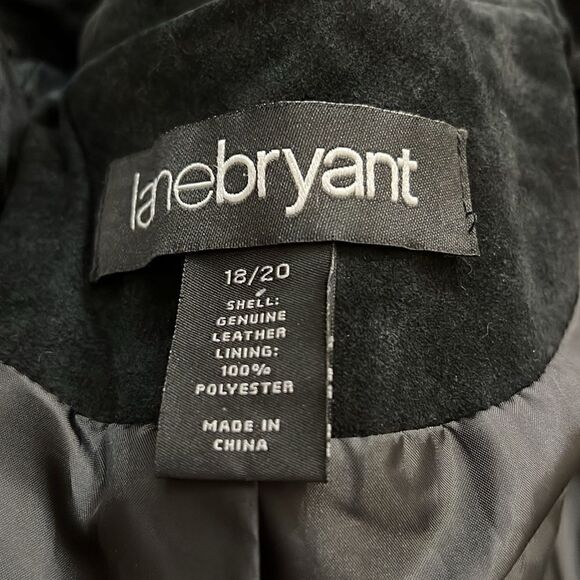 lanebryant
18/20
SHELL:
GENUINE
LEATHER
LINING:
100%
POLYESTER
MADE IN
CHINA